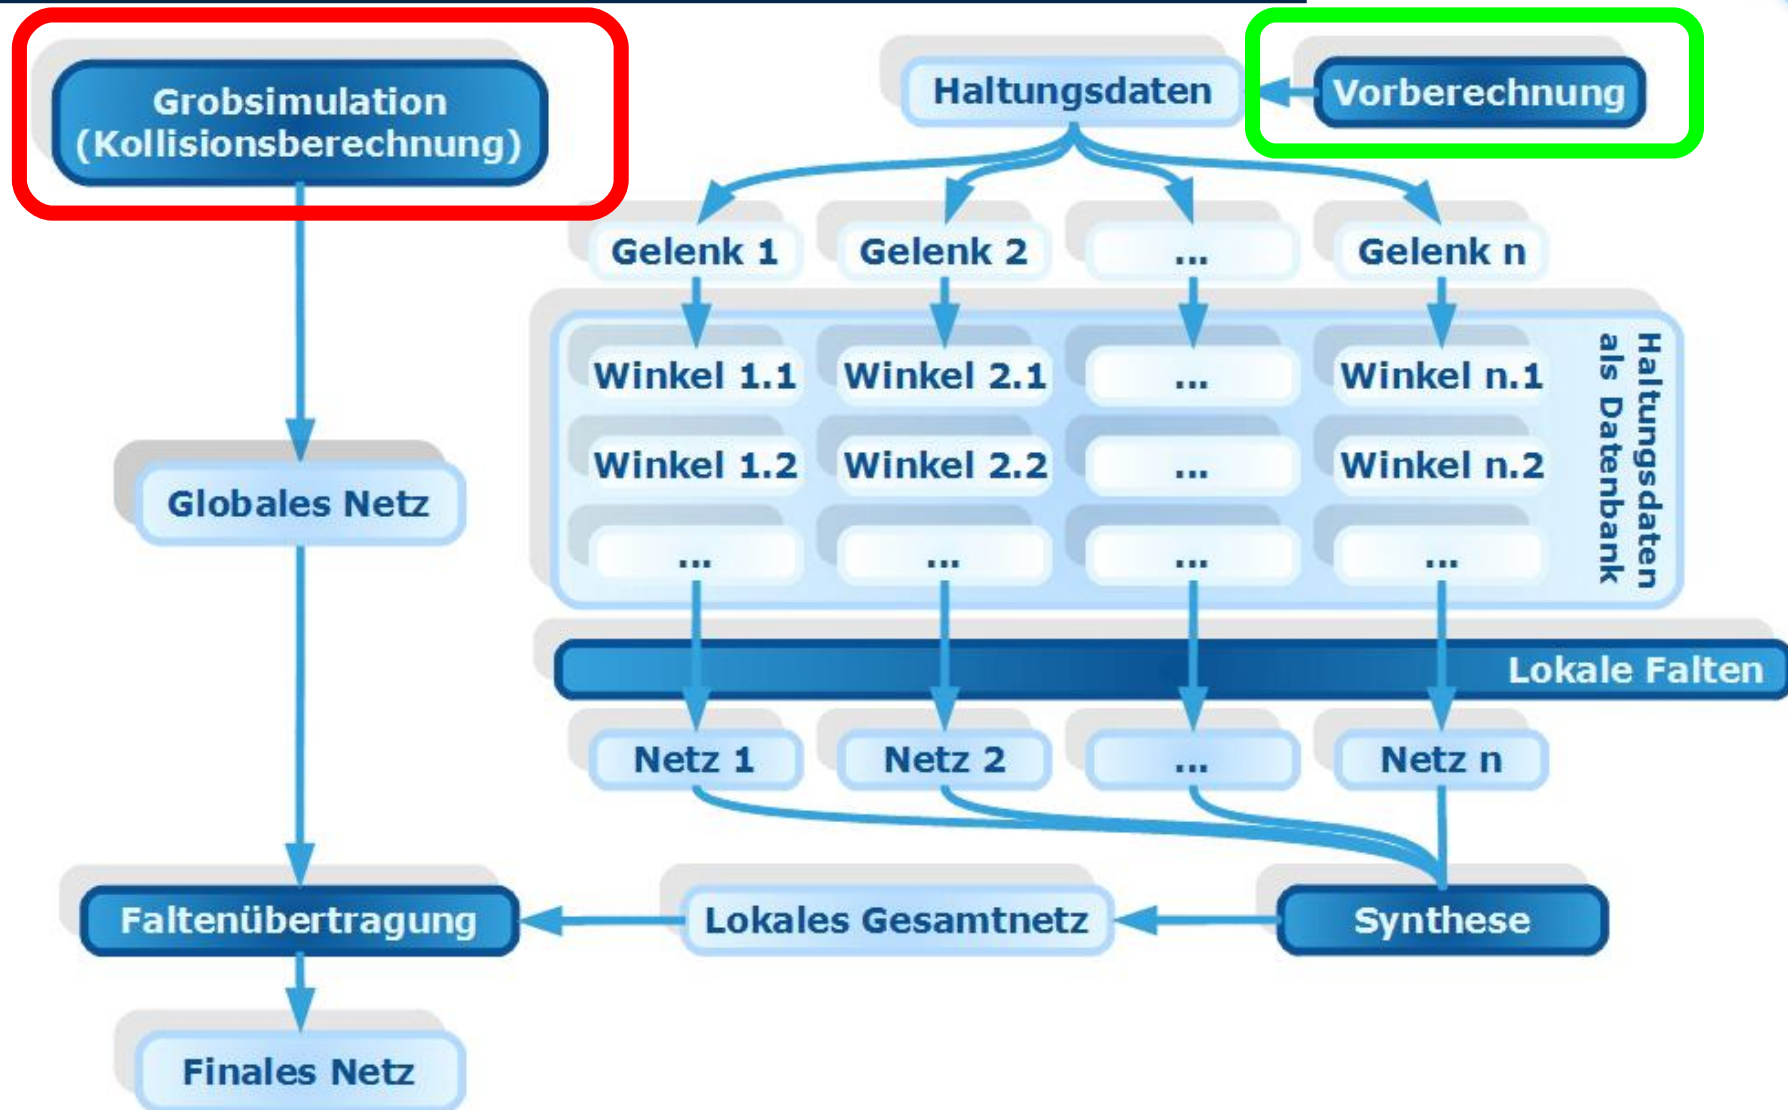 Grobsimulation
(Kollisionsberechnung)
Haltungsdaten
Vorberechnung
Gelenk 1
Gelenk 2
...
Gelenk n
Winkel 1.1
Winkel 2.1
...
Winkel n.1
Winkel 1.2
Winkel 2.2
...
Winkel n.2
...
...
...
...
Haltungsdaten
als Datenbank
Globales Netz
Lokale Falten
Netz 1
Netz 2
...
Netz n
Faltenübertragung
Lokales Gesamtnetz
Synthese
Finales Netz